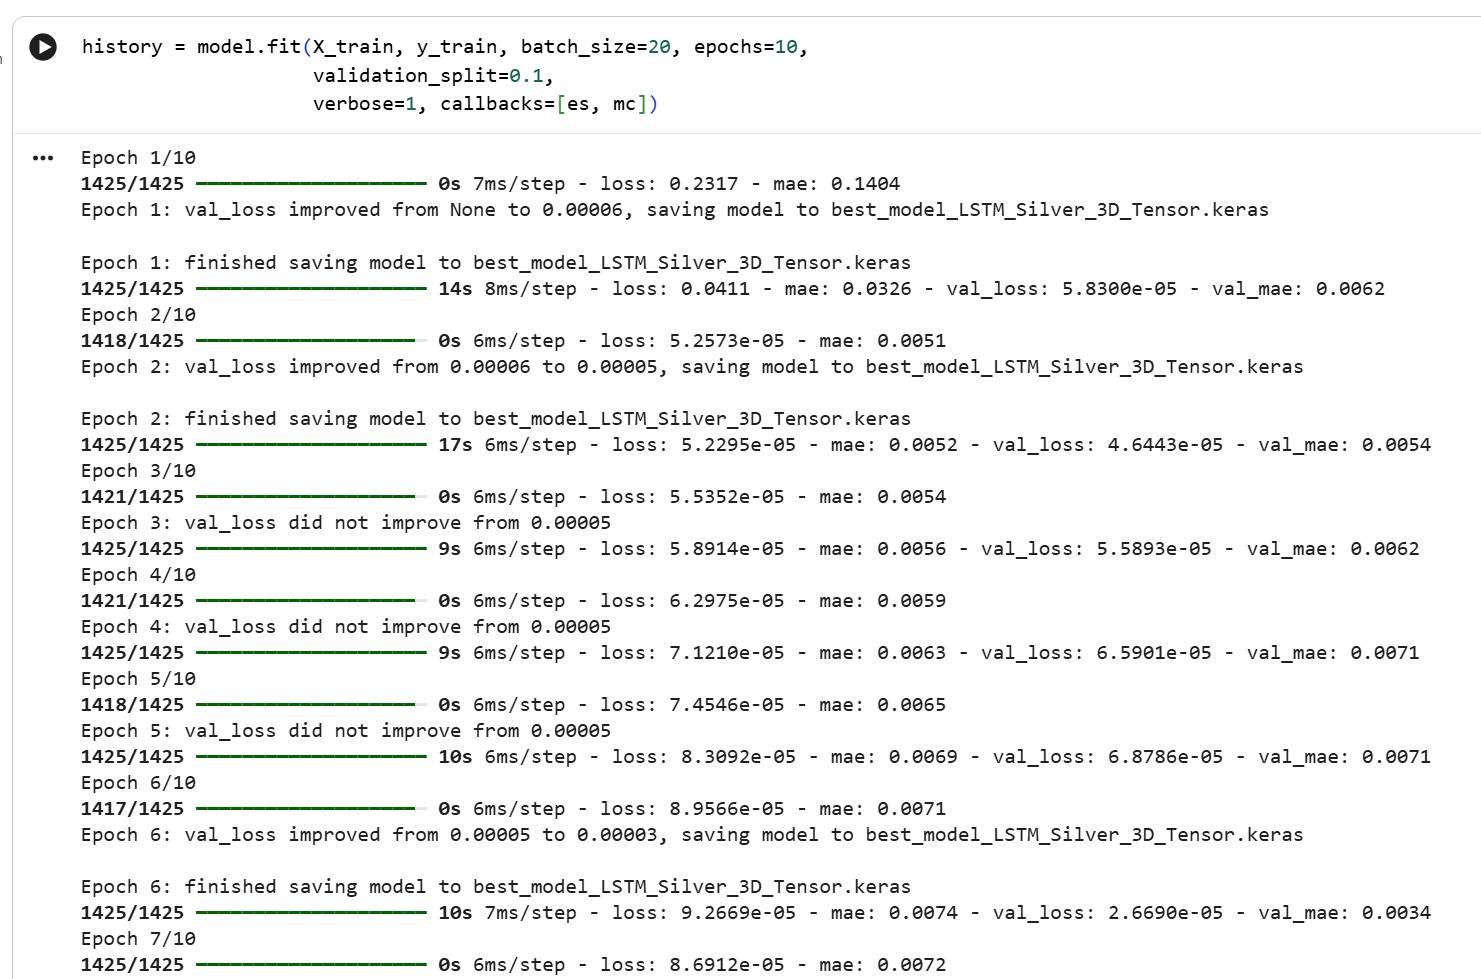 history = model.fit(X_train, y_train, batch_size=20, epochs=10,
validation_split=0.1,
verbose=1, callbacks=[es, mc])
Epoch 1/10
1425/1425 ━━━━━━━━━━━━━━━━━━━━ 0s 7ms/step - loss: 0.2317 - mae: 0.1404
Epoch 1: val_loss improved from None to 0.00006, saving model to best_model_LSTM_Silver_3D_Tensor.keras
Epoch 1: finished saving model to best_model_LSTM_Silver_3D_Tensor.keras
1425/1425 ━━━━━━━━━━━━━━━━━━━━ 14s 8ms/step - loss: 0.0411 - mae: 0.0326 - val_loss: 5.8300e-05 - val_mae: 0.0062
Epoch 2/10
1418/1425 ━━━━━━━━━━━━━━━━━━━━ 0s 6ms/step - loss: 5.2573e-05 - mae: 0.0051
Epoch 2: val_loss improved from 0.00006 to 0.00005, saving model to best_model_LSTM_Silver_3D_Tensor.keras
Epoch 2: finished saving model to best_model_LSTM_Silver_3D_Tensor.keras
1425/1425 ━━━━━━━━━━━━━━━━━━━━ 17s 6ms/step - loss: 5.2295e-05 - mae: 0.0052 - val_loss: 4.6443e-05 - val_mae: 0.0054
Epoch 3/10
1421/1425 ━━━━━━━━━━━━━━━━━━━━ 0s 6ms/step - loss: 5.5352e-05 - mae: 0.0054
Epoch 3: val_loss did not improve from 0.00005
1425/1425 ━━━━━━━━━━━━━━━━━━━━ 9s 6ms/step - loss: 5.8914e-05 - mae: 0.0056 - val_loss: 5.5893e-05 - val_mae: 0.0062
Epoch 4/10
1421/1425 ━━━━━━━━━━━━━━━━━━━━ 0s 6ms/step - loss: 6.2975e-05 - mae: 0.0059
Epoch 4: val_loss did not improve from 0.00005
1425/1425 ━━━━━━━━━━━━━━━━━━━━ 9s 6ms/step - loss: 7.1210e-05 - mae: 0.0063 - val_loss: 6.5901e-05 - val_mae: 0.0071
Epoch 5/10
1418/1425 ━━━━━━━━━━━━━━━━━━━━ 0s 6ms/step - loss: 7.4546e-05 - mae: 0.0065
Epoch 5: val_loss did not improve from 0.00005
1425/1425 ━━━━━━━━━━━━━━━━━━━━ 10s 6ms/step - loss: 8.3092e-05 - mae: 0.0069 - val_loss: 6.8786e-05 - val_mae: 0.0071
Epoch 6/10
1417/1425 ━━━━━━━━━━━━━━━━━━━━ 0s 6ms/step - loss: 8.9566e-05 - mae: 0.0071
Epoch 6: val_loss improved from 0.00005 to 0.00003, saving model to best_model_LSTM_Silver_3D_Tensor.keras
Epoch 6: finished saving model to best_model_LSTM_Silver_3D_Tensor.keras
1425/1425 ━━━━━━━━━━━━━━━━━━━━ 10s 7ms/step - loss: 9.2669e-05 - mae: 0.0074 - val_loss: 2.6690e-05 - val_mae: 0.0034
Epoch 7/10
1425/1425 ━━━━━━━━━━━━━━━━━━━━ 0s 6ms/step - loss: 8.6912e-05 - mae: 0.0072